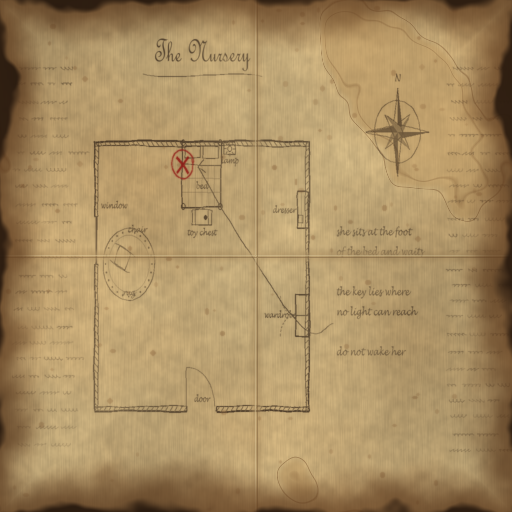 The Nursery
N
lamp
bed
window
dresser
toy chest
chair
she sits at the foot
of the bed and waits
rug
the key lies where
no light can reach
wardrobe
do not wake her
door